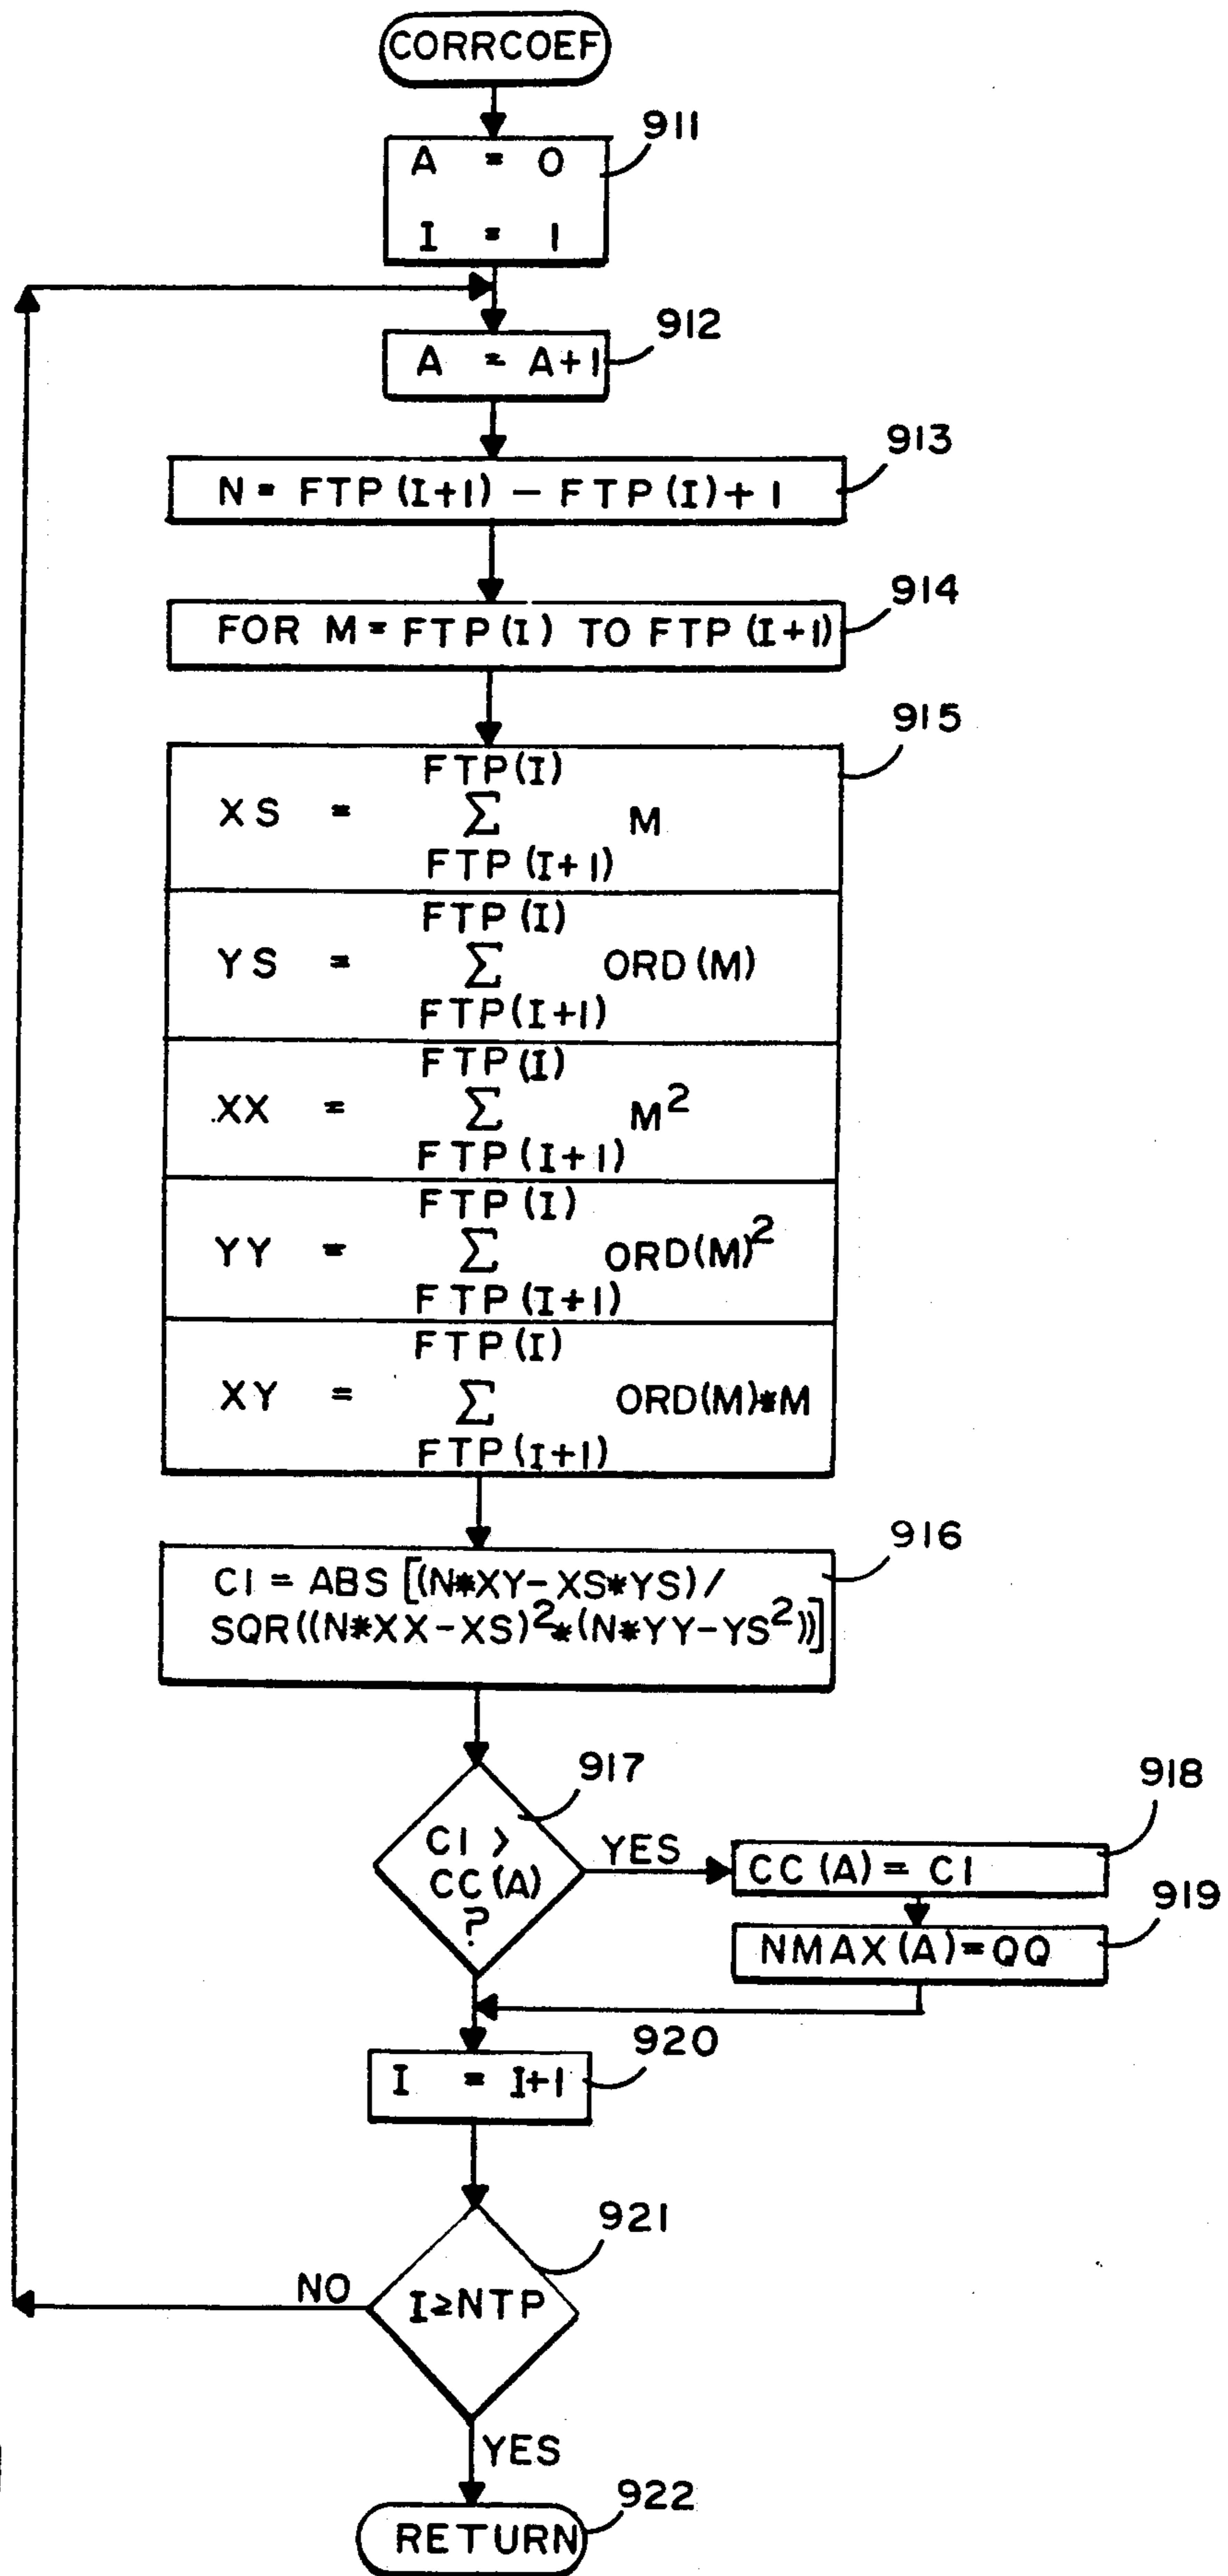 CORRCOEF
911
A = 0
I = 1
912
A = A+1
913
N = FTP(I+1) - FTP(I)+1
914
FOR M = FTP(I) TO FTP(I+1)
915
FTP(I)
XS = Σ M
FTP(I+1)
FTP(I)
YS = Σ ORD(M)
FTP(I+1)
FTP(I)
XX = Σ M²
FTP(I+1)
FTP(I)
YY = Σ ORD(M)²
FTP(I+1)
FTP(I)
XY = Σ ORD(M)*M
FTP(I+1)
916
C1 = ABS [(N*XY-XS*YS)/
SQR((N*XX-XS)²*(N*YY-YS²))]
917
C1 >
CC(A)
?
YES
918
CC(A) = C1
919
NMAX(A)=QQ
920
I = I+1
921
NO
I≥NTP
YES
922
RETURN